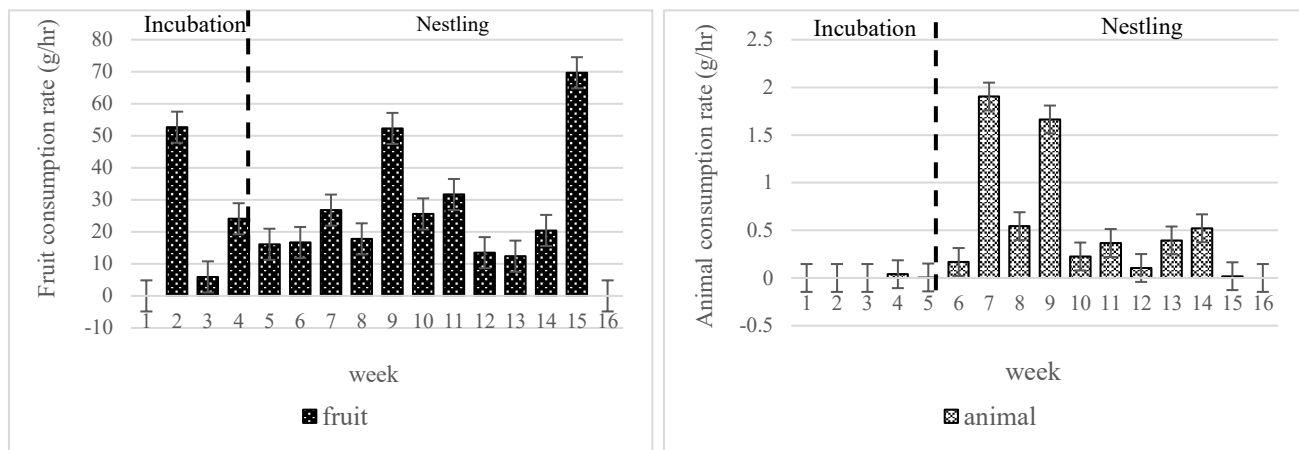 Incubation Nestling
Fruit consumption rate (g/hr)
80
70
60
50
40
30
20
10
0
-10
1 2 3 4 5 6 7 8 9 10 11 12 13 14 15 16
week
fruit
Incubation Nestling
Animal consumption rate (g/hr)
2.5
2
1.5
1
0.5
0
-0.5
1 2 3 4 5 6 7 8 9 10 11 12 13 14 15 16
week
animal